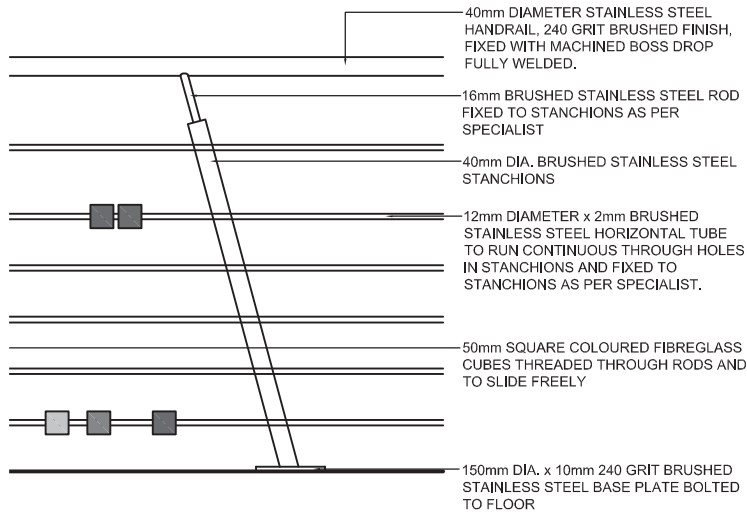 40mm DIAMETER STAINLESS STEEL
HANDRAIL, 240 GRIT BRUSHED FINISH,
FIXED WITH MACHINED BOSS DROP
FULLY WELDED.
16mm BRUSHED STAINLESS STEEL ROD
FIXED TO STANCHIONS AS PER
SPECIALIST
40mm DIA. BRUSHED STAINLESS STEEL
STANCHIONS
12mm DIAMETER x 2mm BRUSHED
STAINLESS STEEL HORIZONTAL TUBE
TO RUN CONTINUOUS THROUGH HOLES
IN STANCHIONS AND FIXED TO
STANCHIONS AS PER SPECIALIST.
50mm SQUARE COLOURED FIBREGLASS
CUBES THREADED THROUGH RODS AND
TO SLIDE FREELY
150mm DIA. x 10mm 240 GRIT BRUSHED
STAINLESS STEEL BASE PLATE BOLTED
TO FLOOR